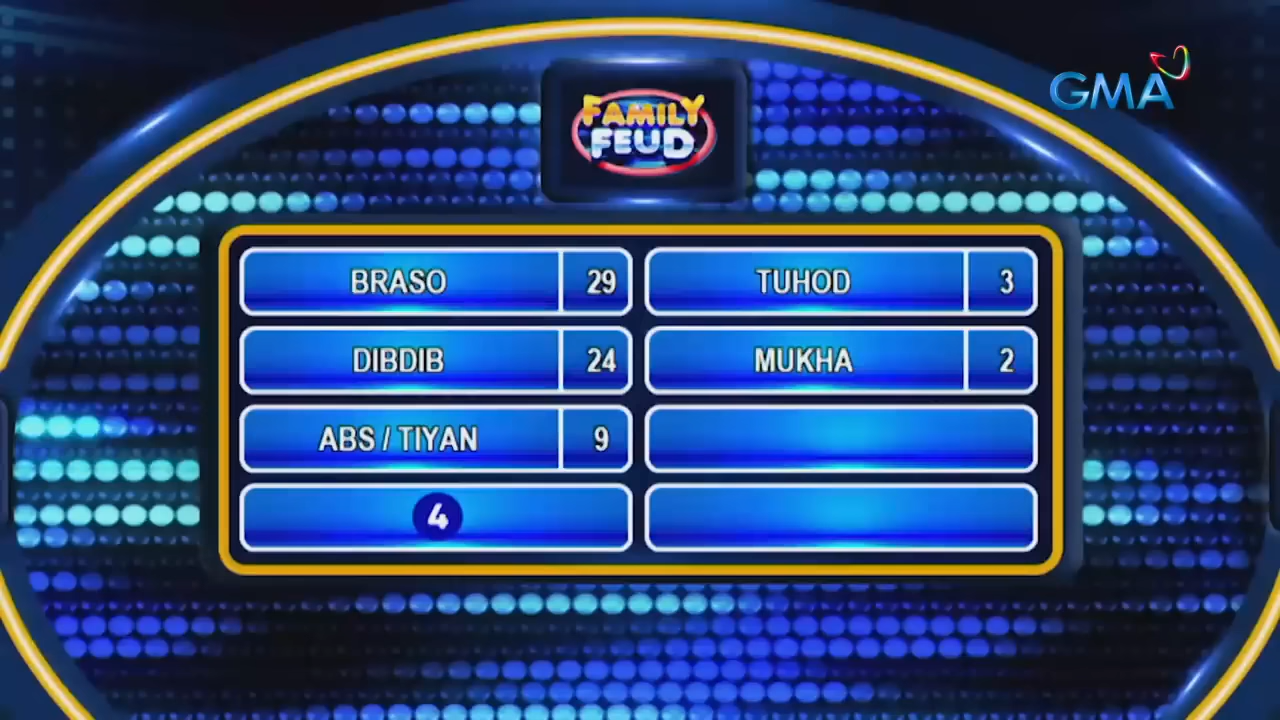 GMA
FAMILY
FEUD
BRASO 29
DIBDIB 24
ABS / TIYAN 9
4
TUHOD 3
MUKHA 2